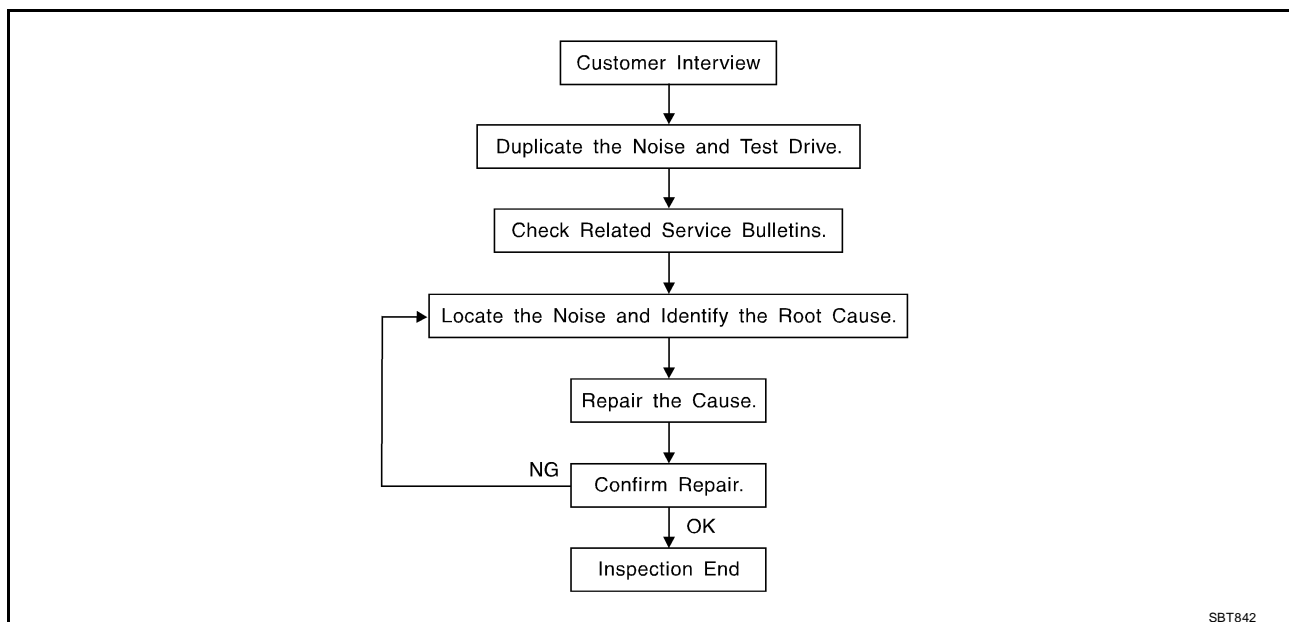 Customer Interview
Duplicate the Noise and Test Drive.
Check Related Service Bulletins.
Locate the Noise and Identify the Root Cause.
Repair the Cause.
NG
Confirm Repair.
OK
Inspection End
SBT842